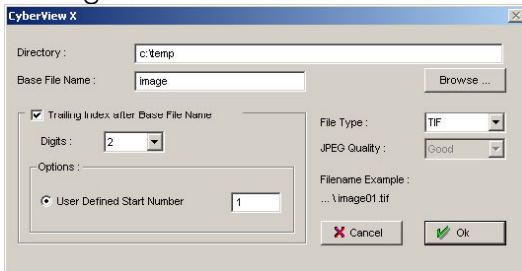 CyberView X
Directory :
c:\temp
Base File Name :
image
Browse ...
Trailing Index after Base File Name
Digits :
2
Options :
User Defined Start Number
1
File Type :
TIF
JPEG Quality :
Good
Filename Example :
... \ image01.tif
Cancel
Ok